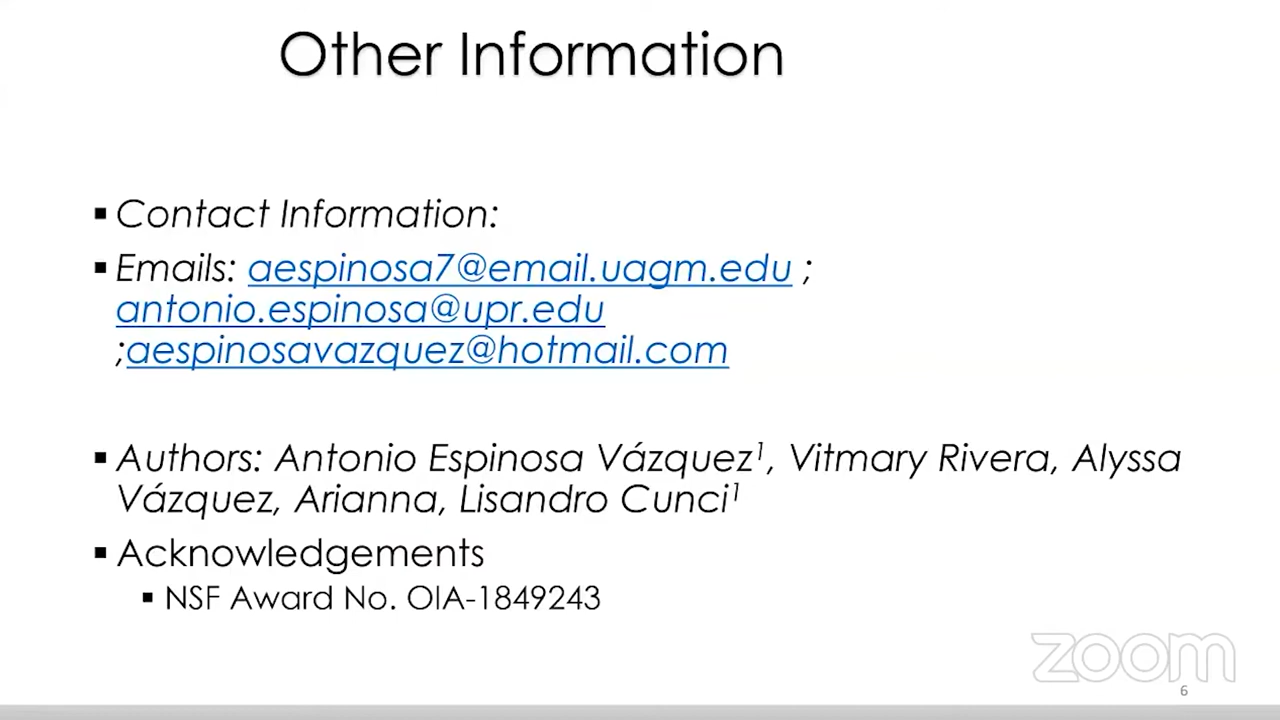 Other Information
▪ Contact Information:
▪ Emails: aespinosa7@email.uagm.edu ;
antonio.espinosa@upr.edu
;aespinosavazquez@hotmail.com
▪ Authors: Antonio Espinosa Vázquez¹, Vitmary Rivera, Alyssa
Vázquez, Arianna, Lisandro Cunci¹
▪ Acknowledgements
▪ NSF Award No. OIA-1849243
zoom
6